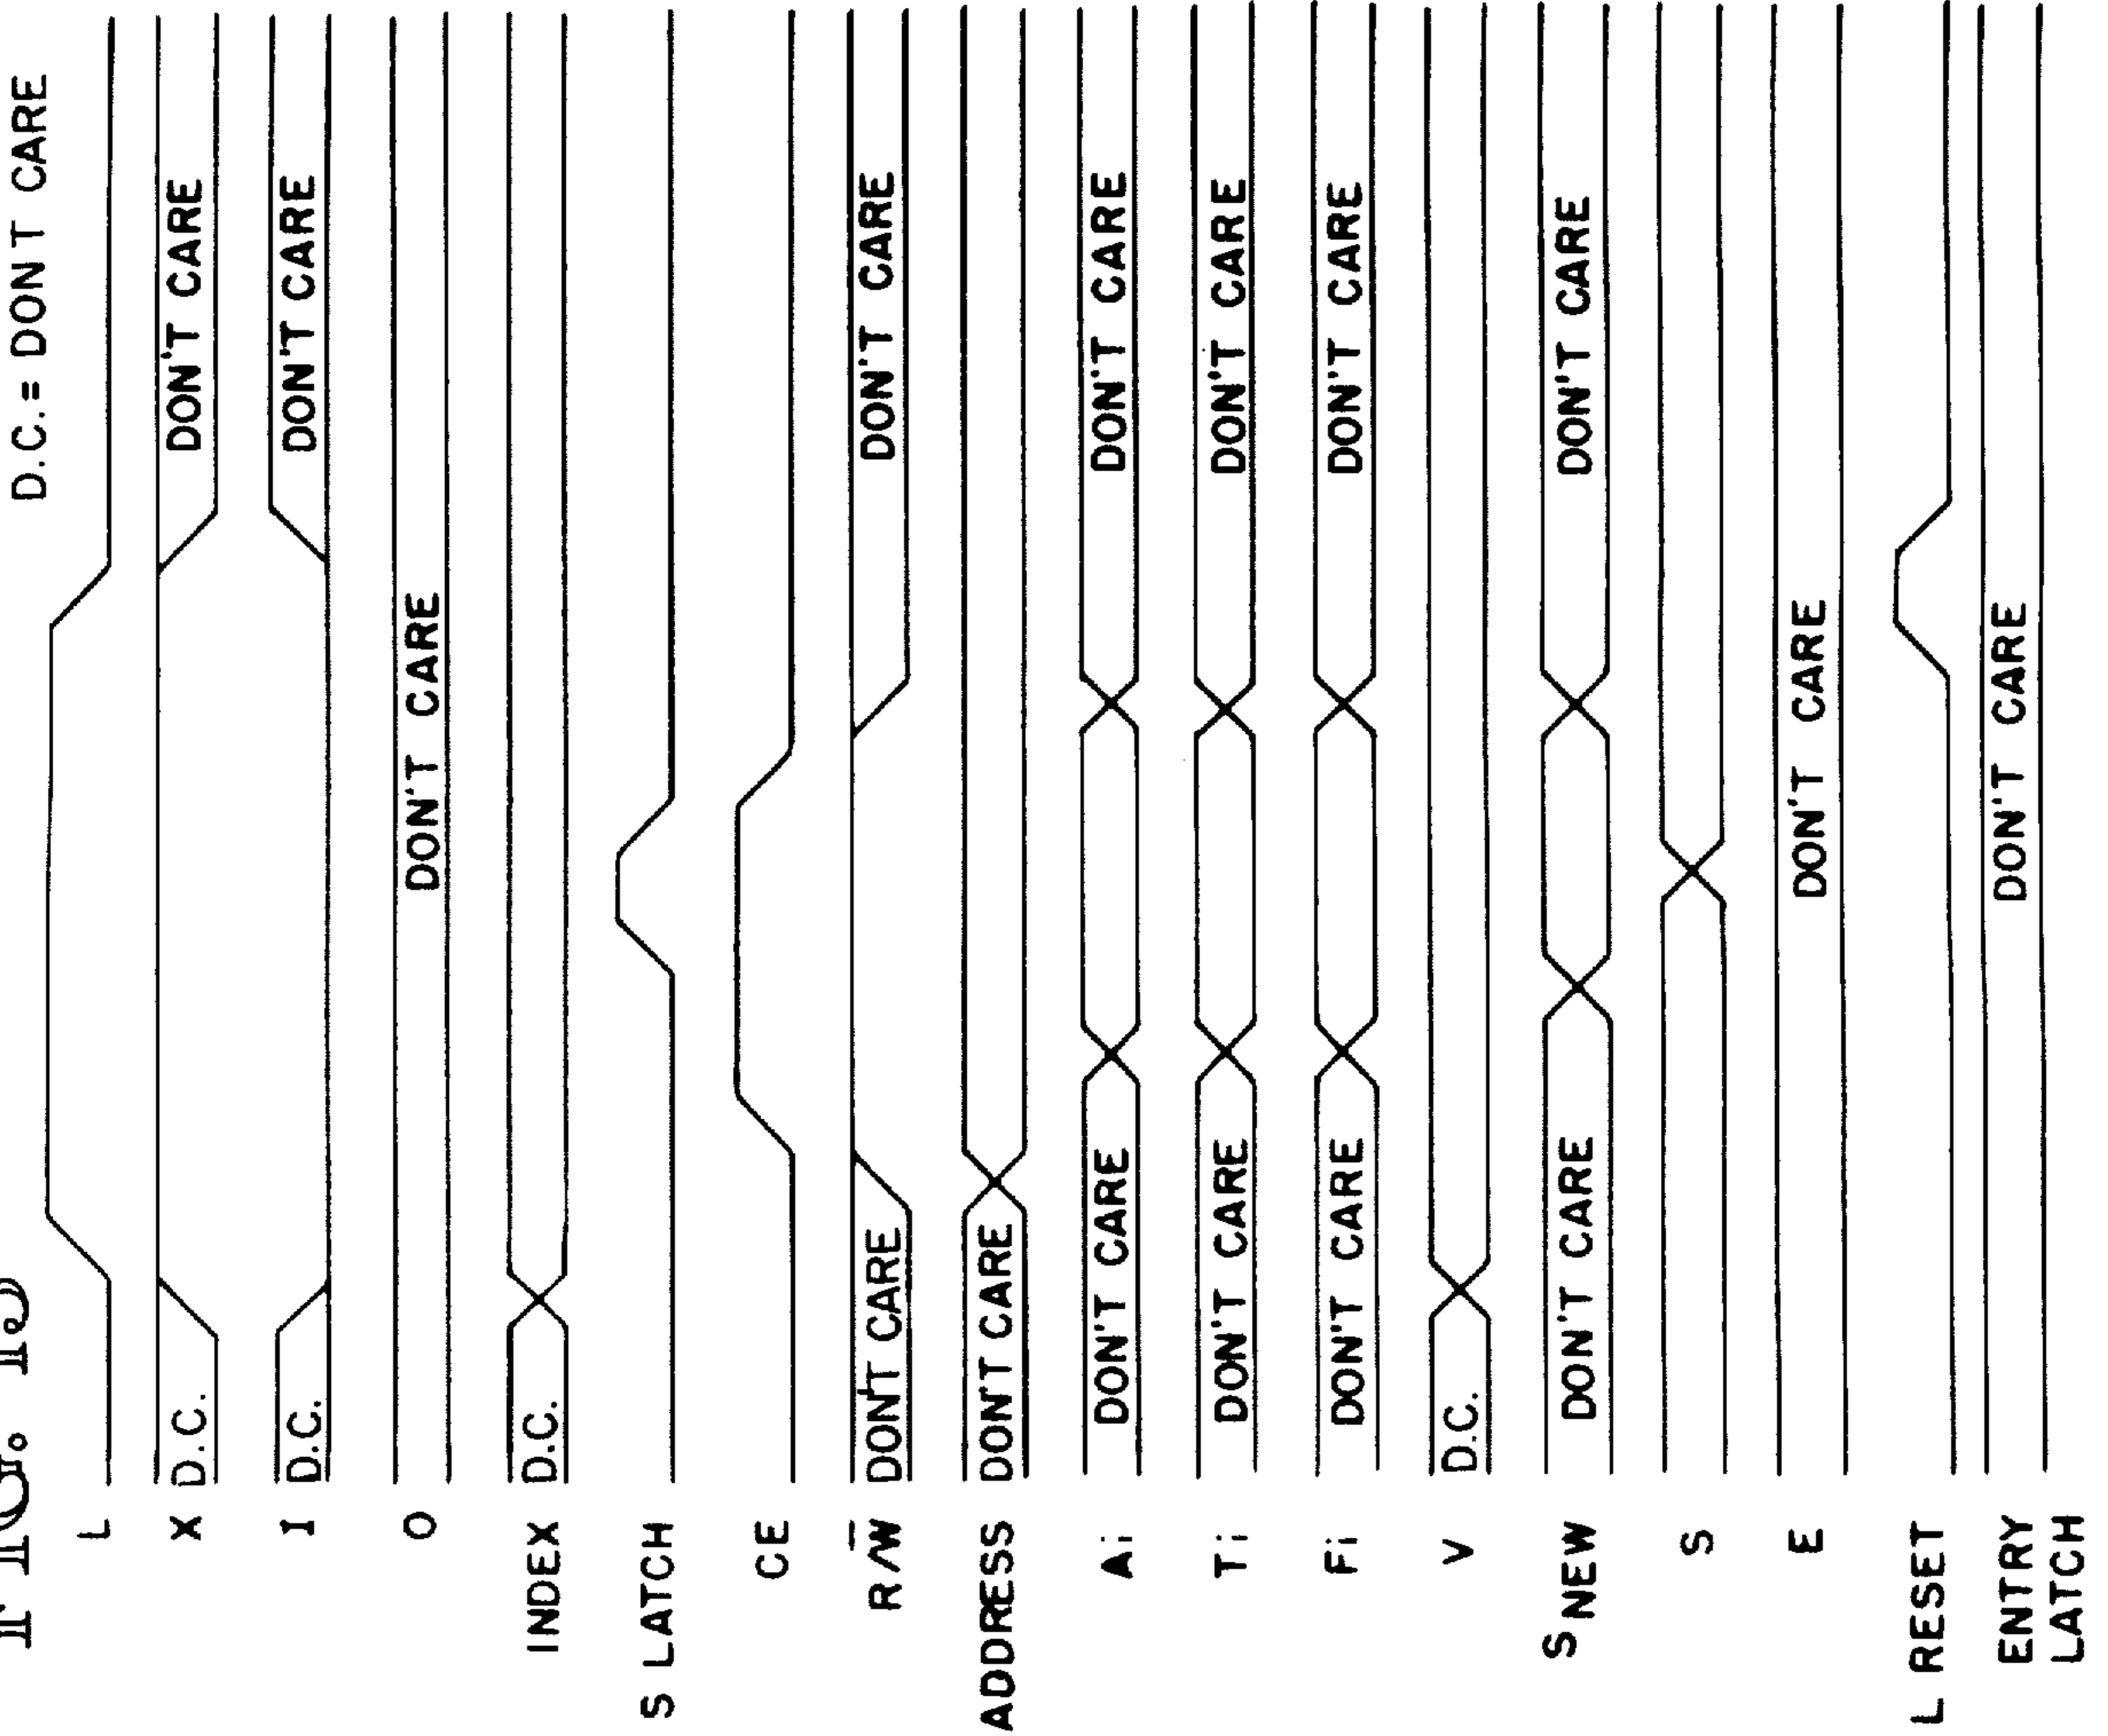 D.C.= DONT CARE
L
X D.C. DON'T CARE
I D.C. DON'T CARE
O DON'T CARE
INDEX D.C.
S LATCH
CE
R/W̅ DON'T CARE DON'T CARE
ADDRESS DON'T CARE
Ai DON'T CARE DON'T CARE
Ti DON'T CARE DON'T CARE
Fi DON'T CARE DON'T CARE
V D.C.
S NEW DON'T CARE DON'T CARE
S
E DON'T CARE
L RESET
ENTRY DON'T CARE
LATCH